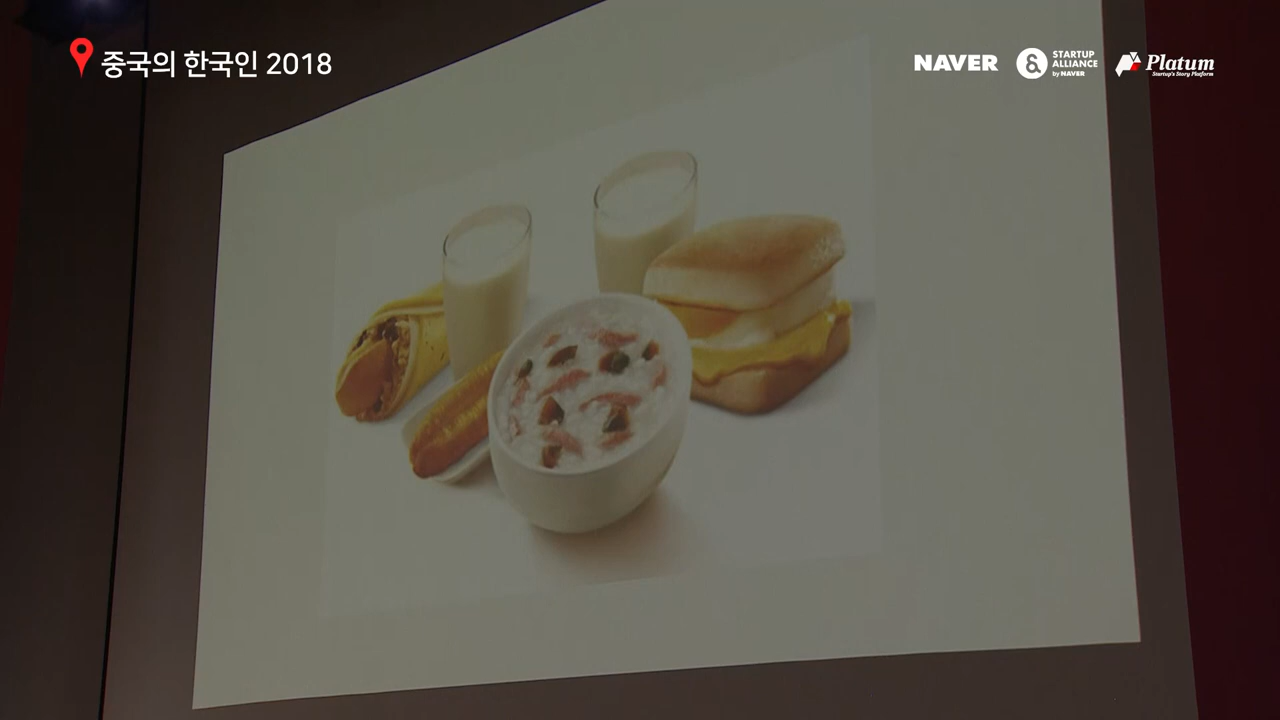 중국의 한국인 2018
NAVER
&
STARTUP
ALLIANCE
by NAVER
Platum
Startup's Story Platform